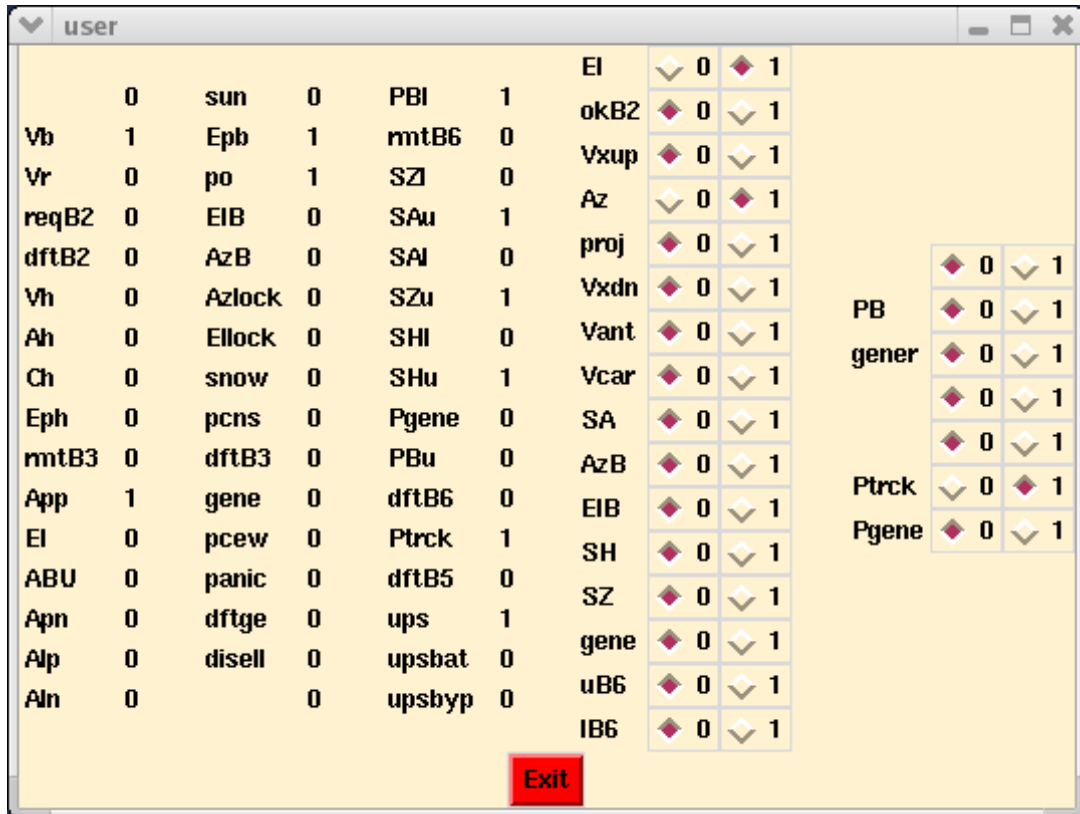 user
0 sun 0 PBl 1
Vb 1 Epb 1 rmtB6 0
Vr 0 po 1 SZl 0
reqB2 0 ElB 0 SAu 1
dftB2 0 AzB 0 SAl 0
Vh 0 Azlock 0 SZu 1
Ah 0 Ellock 0 SHl 0
Ch 0 snow 0 SHu 1
Eph 0 pcns 0 Pgene 0
rmtB3 0 dftB3 0 PBu 0
App 1 gene 0 dftB6 0
El 0 pcew 0 Ptrck 1
ABU 0 panic 0 dftB5 0
Apn 0 dftge 0 ups 1
Alp 0 disell 0 upsbat 0
Aln 0 0 upsbyp 0
El 0 1
okB2 0 1
Vxup 0 1
Az 0 1
proj 0 1
Vxdn 0 1
Vant 0 1
Vcar 0 1
SA 0 1
AzB 0 1
ElB 0 1
SH 0 1
SZ 0 1
gene 0 1
uB6 0 1
lB6 0 1
0 1
PB 0 1
gener 0 1
0 1
0 1
Ptrck 0 1
Pgene 0 1
Exit